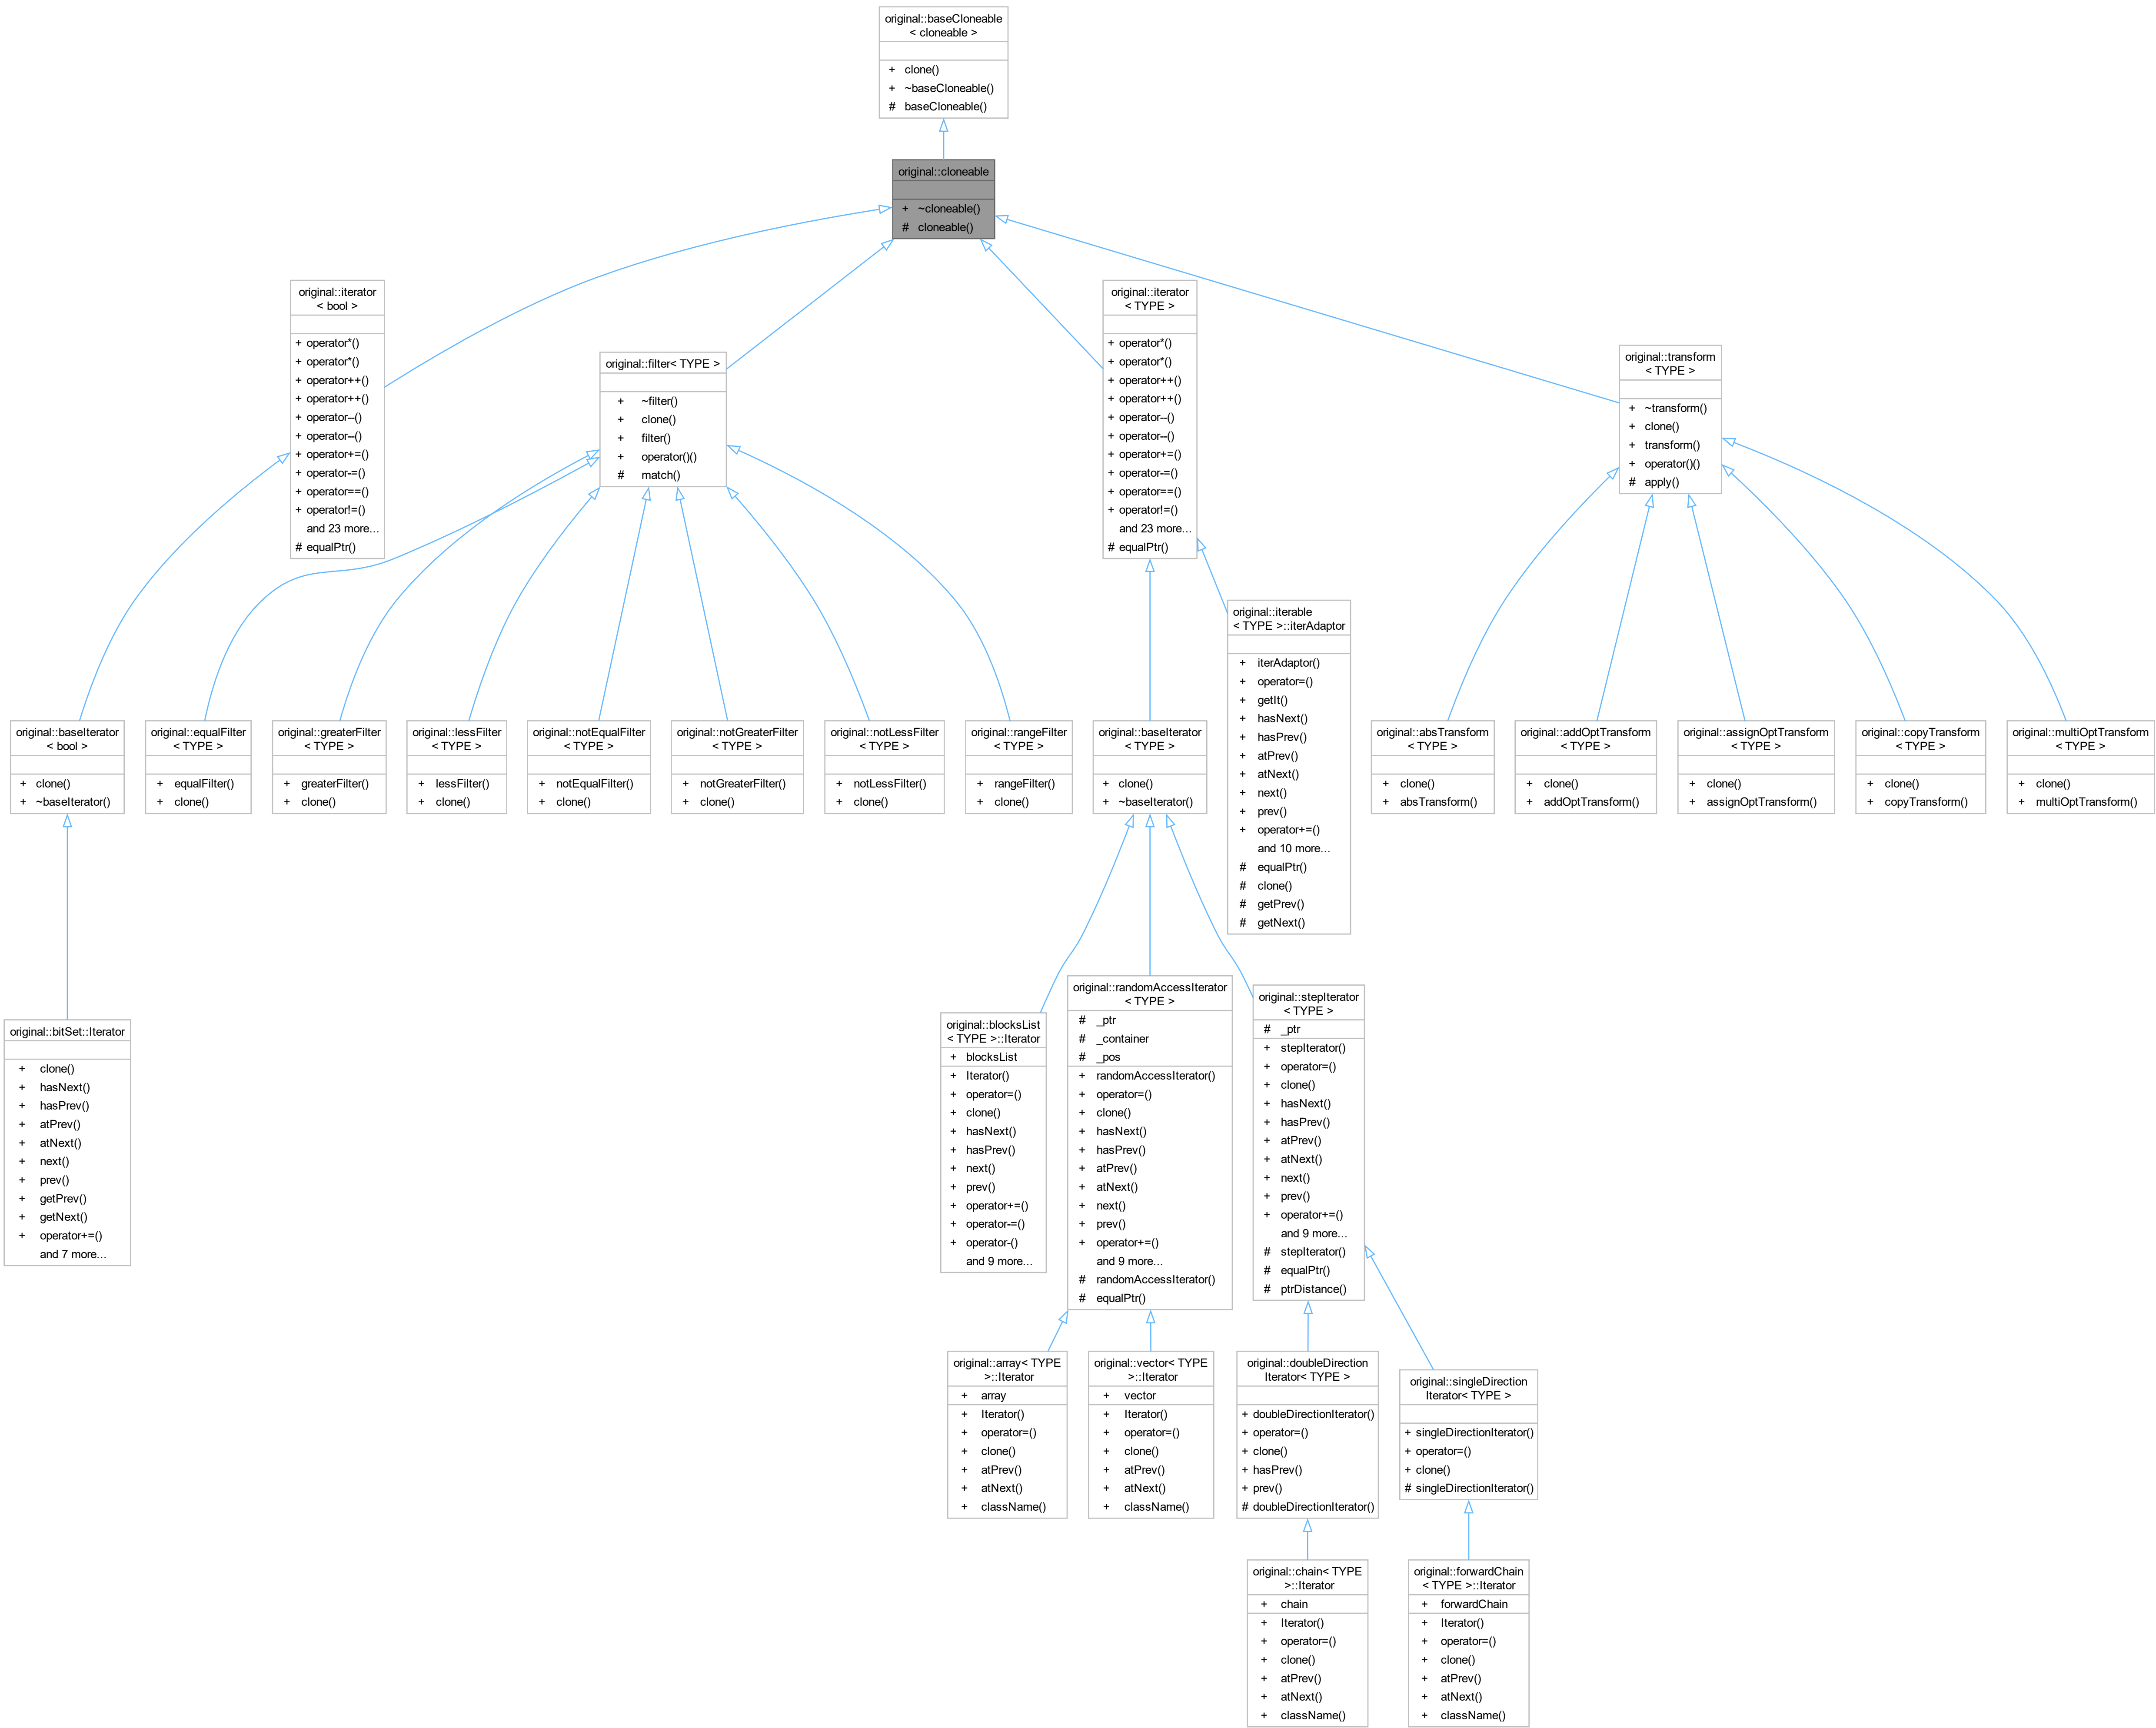 original::baseCloneable
< cloneable >
+ clone()
+ ~baseCloneable()
# baseCloneable()
original::cloneable
+ ~cloneable()
# cloneable()
original::iterator
< bool >
+ operator*()
+ operator*()
+ operator++()
+ operator++()
+ operator--()
+ operator--()
+ operator+=()
+ operator-=()
+ operator==()
+ operator!=()
and 23 more...
# equalPtr()
original::filter< TYPE >
+ ~filter()
+ clone()
+ filter()
+ operator()()
# match()
original::iterator
< TYPE >
+ operator*()
+ operator*()
+ operator++()
+ operator++()
+ operator--()
+ operator--()
+ operator+=()
+ operator-=()
+ operator==()
+ operator!=()
and 23 more...
# equalPtr()
original::transform
< TYPE >
+ ~transform()
+ clone()
+ transform()
+ operator()()
# apply()
original::iterable
< TYPE >::iterAdaptor
+ iterAdaptor()
+ operator=()
+ getIt()
+ hasNext()
+ hasPrev()
+ atPrev()
+ atNext()
+ next()
+ prev()
+ operator+=()
and 10 more...
# equalPtr()
# clone()
# getPrev()
# getNext()
original::baseIterator
< bool >
+ clone()
+ ~baseIterator()
original::equalFilter
< TYPE >
+ equalFilter()
+ clone()
original::greaterFilter
< TYPE >
+ greaterFilter()
+ clone()
original::lessFilter
< TYPE >
+ lessFilter()
+ clone()
original::notEqualFilter
< TYPE >
+ notEqualFilter()
+ clone()
original::notGreaterFilter
< TYPE >
+ notGreaterFilter()
+ clone()
original::notLessFilter
< TYPE >
+ notLessFilter()
+ clone()
original::rangeFilter
< TYPE >
+ rangeFilter()
+ clone()
original::baseIterator
< TYPE >
+ clone()
+ ~baseIterator()
original::absTransform
< TYPE >
+ clone()
+ absTransform()
original::addOptTransform
< TYPE >
+ clone()
+ addOptTransform()
original::assignOptTransform
< TYPE >
+ clone()
+ assignOptTransform()
original::copyTransform
< TYPE >
+ clone()
+ copyTransform()
original::multiOptTransform
< TYPE >
+ clone()
+ multiOptTransform()
original::bitSet::Iterator
+ clone()
+ hasNext()
+ hasPrev()
+ atPrev()
+ atNext()
+ next()
+ prev()
+ getPrev()
+ getNext()
+ operator+=()
and 7 more...
original::blocksList
< TYPE >::Iterator
+ blocksList
+ Iterator()
+ operator=()
+ clone()
+ hasNext()
+ hasPrev()
+ next()
+ prev()
+ operator+=()
+ operator-=()
+ operator-()
and 9 more...
original::randomAccessIterator
< TYPE >
# _ptr
# _container
# _pos
+ randomAccessIterator()
+ operator=()
+ clone()
+ hasNext()
+ hasPrev()
+ atPrev()
+ atNext()
+ next()
+ prev()
+ operator+=()
and 9 more...
# randomAccessIterator()
# equalPtr()
original::stepIterator
< TYPE >
# _ptr
+ stepIterator()
+ operator=()
+ clone()
+ hasNext()
+ hasPrev()
+ atPrev()
+ atNext()
+ next()
+ prev()
+ operator+=()
and 9 more...
# stepIterator()
# equalPtr()
# ptrDistance()
original::array< TYPE
>::Iterator
+ array
+ Iterator()
+ operator=()
+ clone()
+ atPrev()
+ atNext()
+ className()
original::vector< TYPE
>::Iterator
+ vector
+ Iterator()
+ operator=()
+ clone()
+ atPrev()
+ atNext()
+ className()
original::doubleDirection
Iterator< TYPE >
+ doubleDirectionIterator()
+ operator=()
+ clone()
+ hasPrev()
+ prev()
# doubleDirectionIterator()
original::singleDirection
Iterator< TYPE >
+ singleDirectionIterator()
+ operator=()
+ clone()
# singleDirectionIterator()
original::chain< TYPE
>::Iterator
+ chain
+ Iterator()
+ operator=()
+ clone()
+ atPrev()
+ atNext()
+ className()
original::forwardChain
< TYPE >::Iterator
+ forwardChain
+ Iterator()
+ operator=()
+ clone()
+ atPrev()
+ atNext()
+ className()